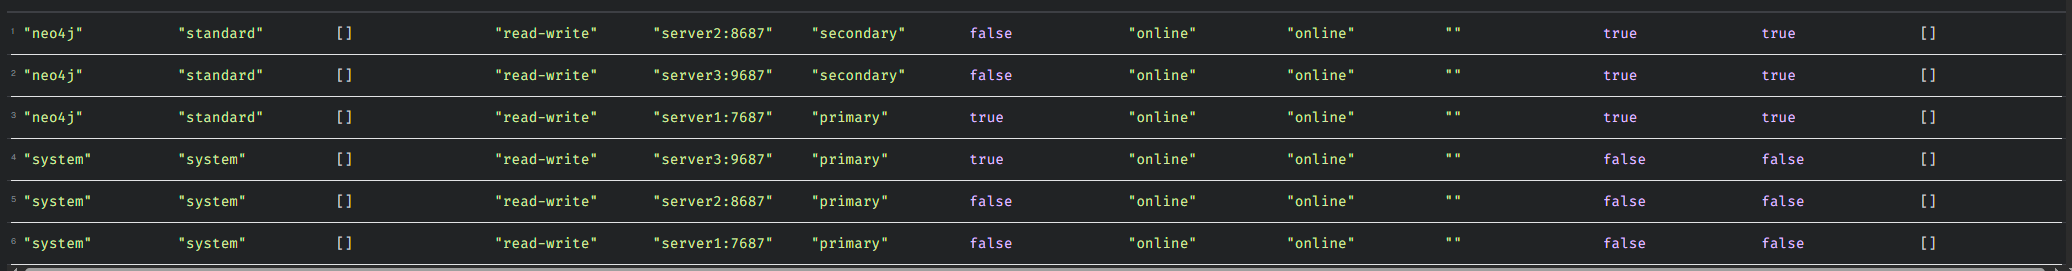 1 "neo4j" "standard" [] "read-write" "server2:8687" "secondary" false "online" "online" "" true true []
2 "neo4j" "standard" [] "read-write" "server3:9687" "secondary" false "online" "online" "" true true []
3 "neo4j" "standard" [] "read-write" "server1:7687" "primary" true "online" "online" "" true true []
4 "system" "system" [] "read-write" "server3:9687" "primary" true "online" "online" "" false false []
5 "system" "system" [] "read-write" "server2:8687" "primary" false "online" "online" "" false false []
6 "system" "system" [] "read-write" "server1:7687" "primary" false "online" "online" "" false false []